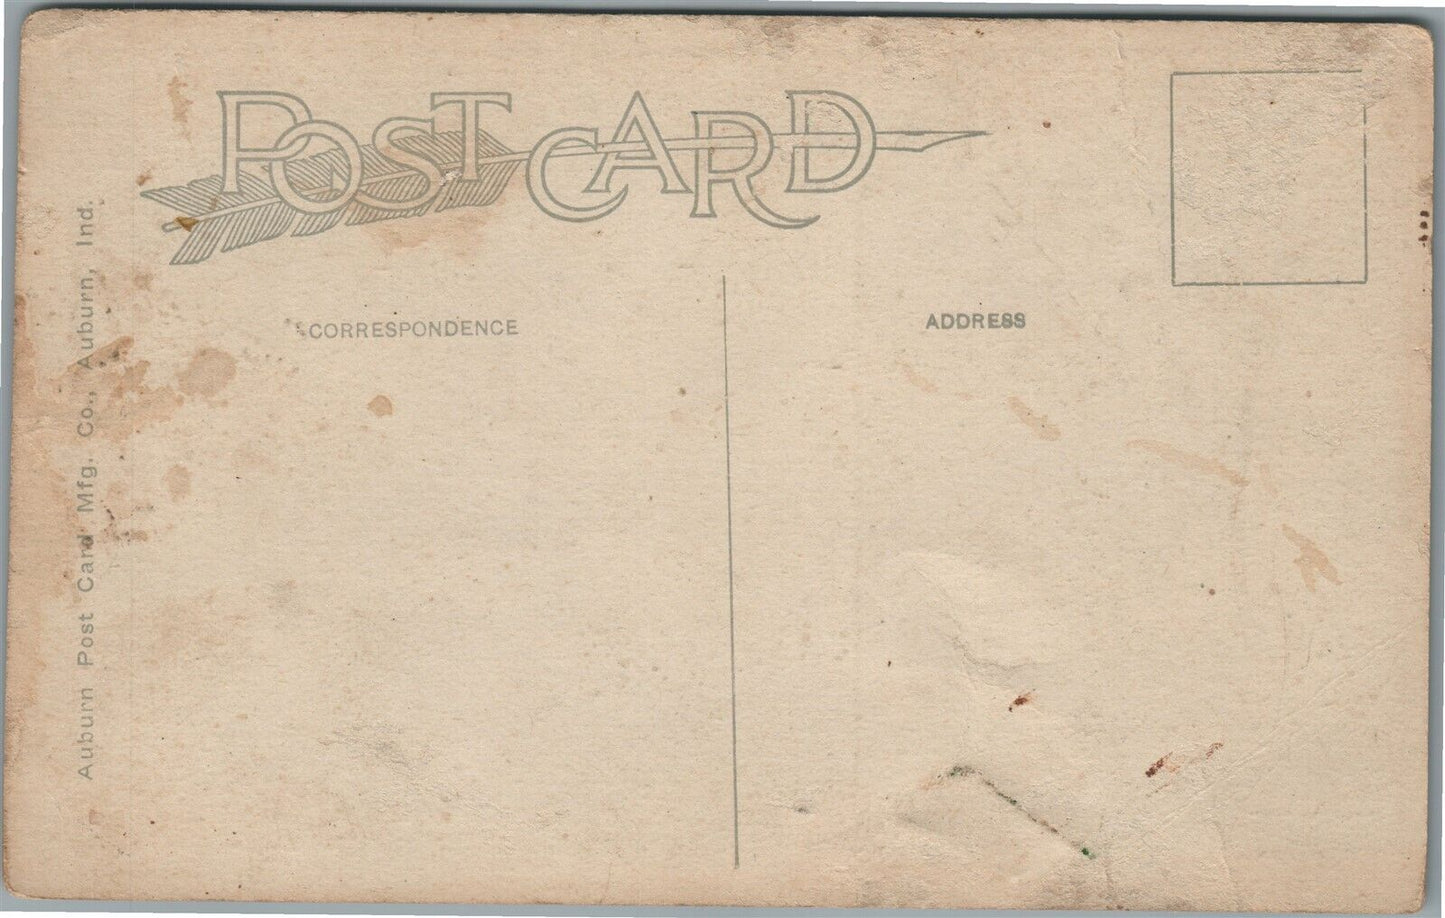 POST CARD
CORRESPONDENCE
ADDRESS
Auburn Post Card Mfg. Co., Auburn, Ind.